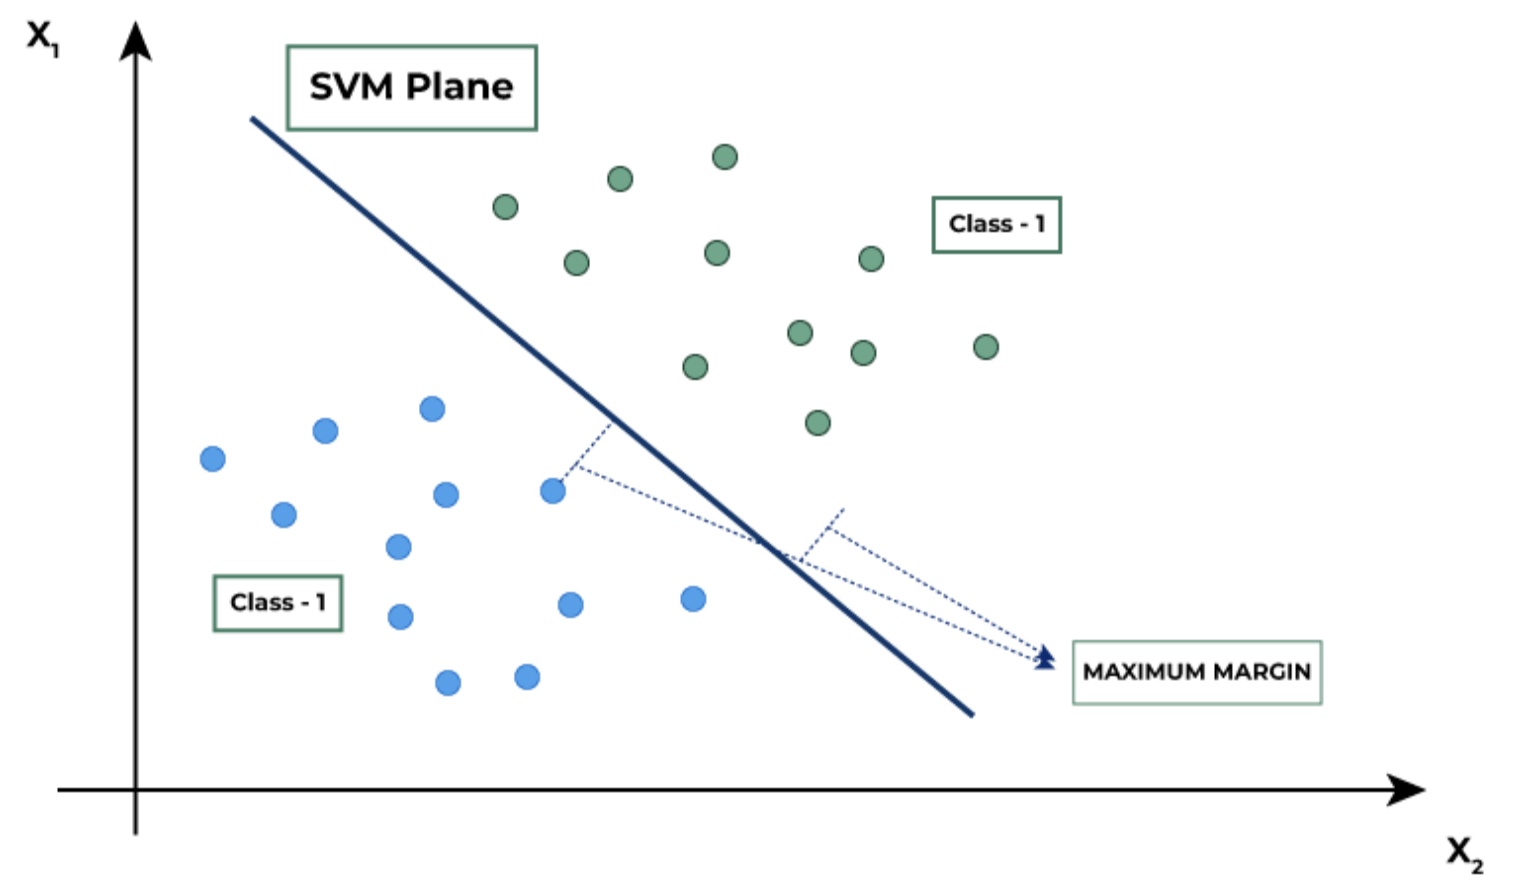 X₁
SVM Plane
Class - 1
Class - 1
MAXIMUM MARGIN
X₂